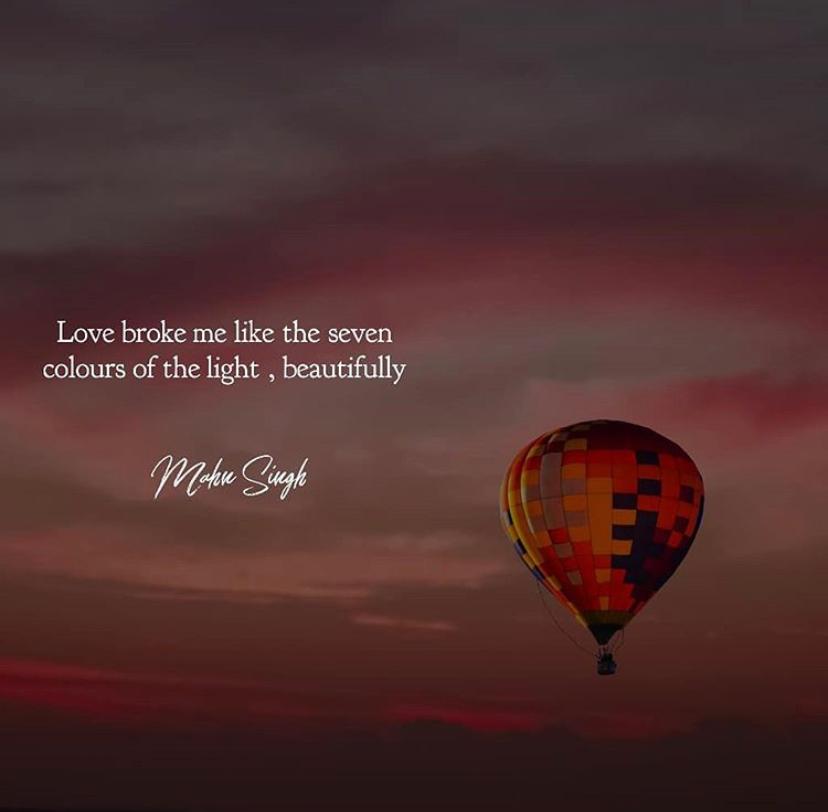 Love broke me like the seven
colours of the light , beautifully
Mahu Singh